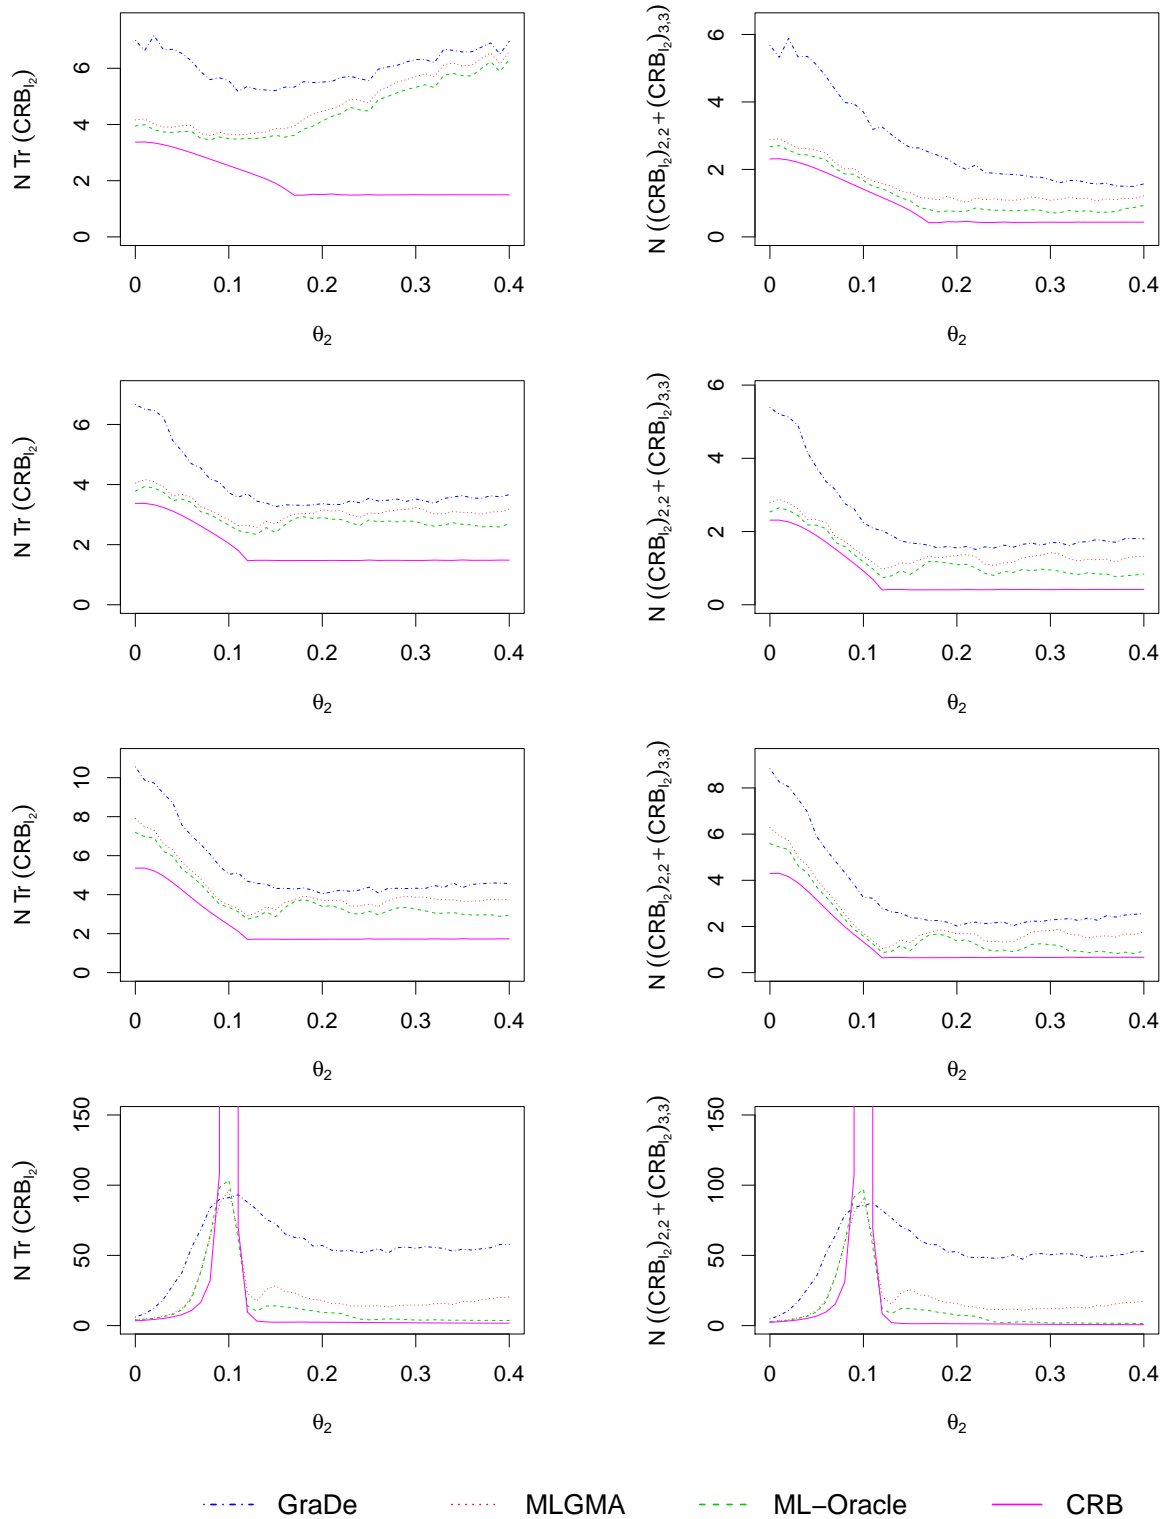 N Tr (CRB_{I_2})
6
4
2
0
0 0.1 0.2 0.3 0.4
θ_2
N ((CRB_{I_2})_{2,2} + (CRB_{I_2})_{3,3})
6
4
2
0
0 0.1 0.2 0.3 0.4
θ_2
N Tr (CRB_{I_2})
6
4
2
0
0 0.1 0.2 0.3 0.4
θ_2
N ((CRB_{I_2})_{2,2} + (CRB_{I_2})_{3,3})
6
4
2
0
0 0.1 0.2 0.3 0.4
θ_2
N Tr (CRB_{I_2})
10
8
6
4
2
0
0 0.1 0.2 0.3 0.4
θ_2
N ((CRB_{I_2})_{2,2} + (CRB_{I_2})_{3,3})
8
6
4
2
0
0 0.1 0.2 0.3 0.4
θ_2
N Tr (CRB_{I_2})
150
100
50
0
0 0.1 0.2 0.3 0.4
θ_2
N ((CRB_{I_2})_{2,2} + (CRB_{I_2})_{3,3})
150
100
50
0
0 0.1 0.2 0.3 0.4
θ_2
GraDe MLGMA ML−Oracle CRB